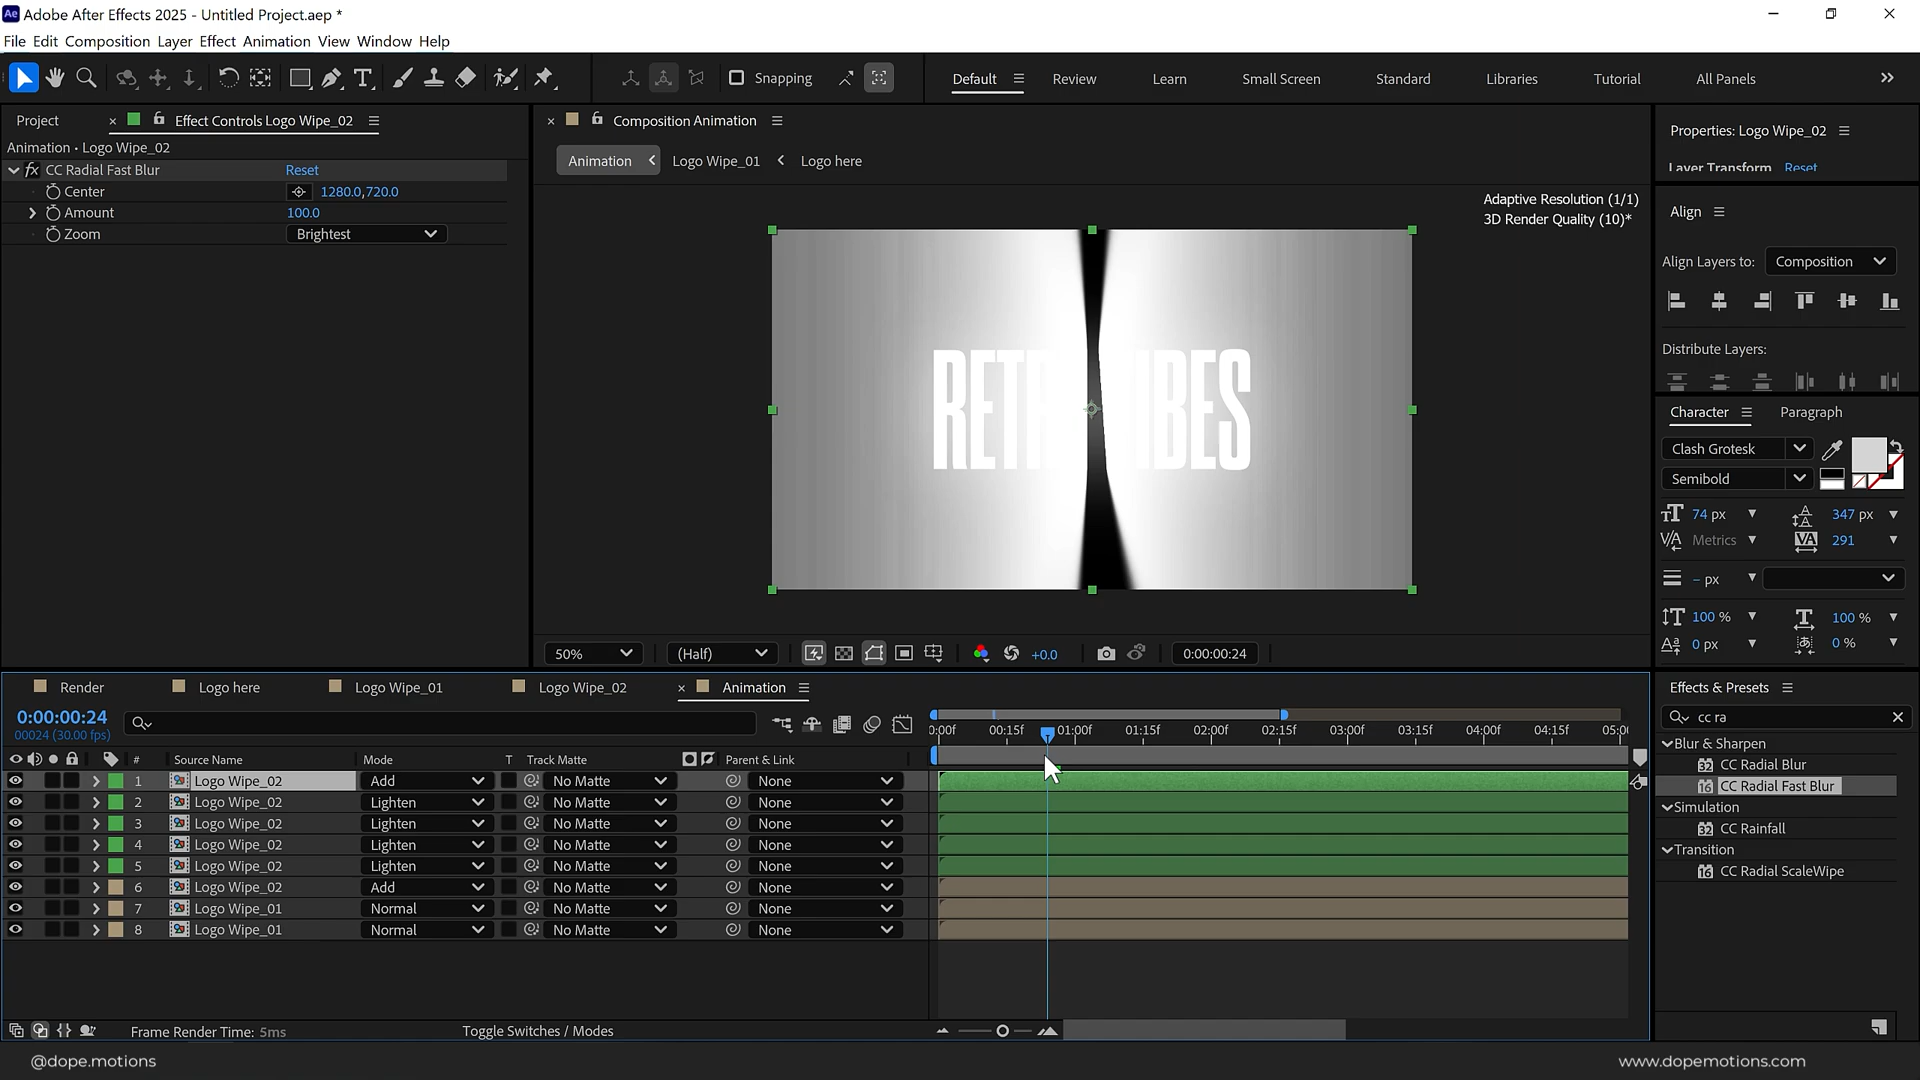 Ae Adobe After Effects 2025 - Untitled Project.aep *
File Edit Composition Layer Effect Animation View Window Help
Snapping
Default Review Learn Small Screen Standard Libraries Tutorial All Panels
Project
Effect Controls Logo Wipe_02
Animation • Logo Wipe_02
fx CC Radial Fast Blur Reset
Center 1280.0,720.0
Amount 100.0
Zoom Brightest
Composition Animation
Animation Logo Wipe_01 Logo here
Adaptive Resolution (1/1)
3D Render Quality (10)*
RETR IBES
50% (Half) +0.0 0:00:00:24
Properties: Logo Wipe_02
Layer Transform Reset
Align
Align Layers to: Composition
Distribute Layers:
Character Paragraph
Clash Grotesk
Semibold
74 px 347 px
Metrics 291
– px
100 % 100 %
0 px 0 %
Render Logo here Logo Wipe_01 Logo Wipe_02 Animation
0:00:00:24
00024 (30.00 fps)
0:00f 00:15f 01:00f 01:15f 02:00f 02:15f 03:00f 03:15f 04:00f 04:15f 05:00
# Source Name Mode T Track Matte Parent & Link
1 Logo Wipe_02 Add No Matte None
2 Logo Wipe_02 Lighten No Matte None
3 Logo Wipe_02 Lighten No Matte None
4 Logo Wipe_02 Lighten No Matte None
5 Logo Wipe_02 Lighten No Matte None
6 Logo Wipe_02 Add No Matte None
7 Logo Wipe_01 Normal No Matte None
8 Logo Wipe_01 Normal No Matte None
Frame Render Time: 5ms
Toggle Switches / Modes
Effects & Presets
cc ra
Blur & Sharpen
32 CC Radial Blur
16 CC Radial Fast Blur
Simulation
32 CC Rainfall
Transition
16 CC Radial ScaleWipe
@dope.motions
www.dopemotions.com